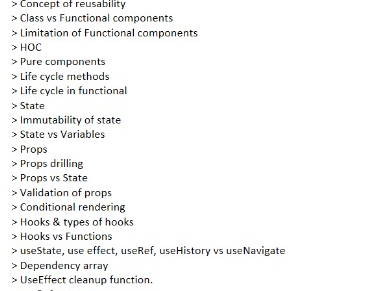 > Concept of reusability
> Class vs Functional components
> Limitation of Functional components
> HOC
> Pure components
> Life cycle methods
> Life cycle in functional
> State
> Immutability of state
> State vs Variables
> Props
> Props drilling
> Props vs State
> Validation of props
> Conditional rendering
> Hooks & types of hooks
> Hooks vs Functions
> useState, use effect, useRef, useHistory vs useNavigate
> Dependency array
> UseEffect cleanup function.